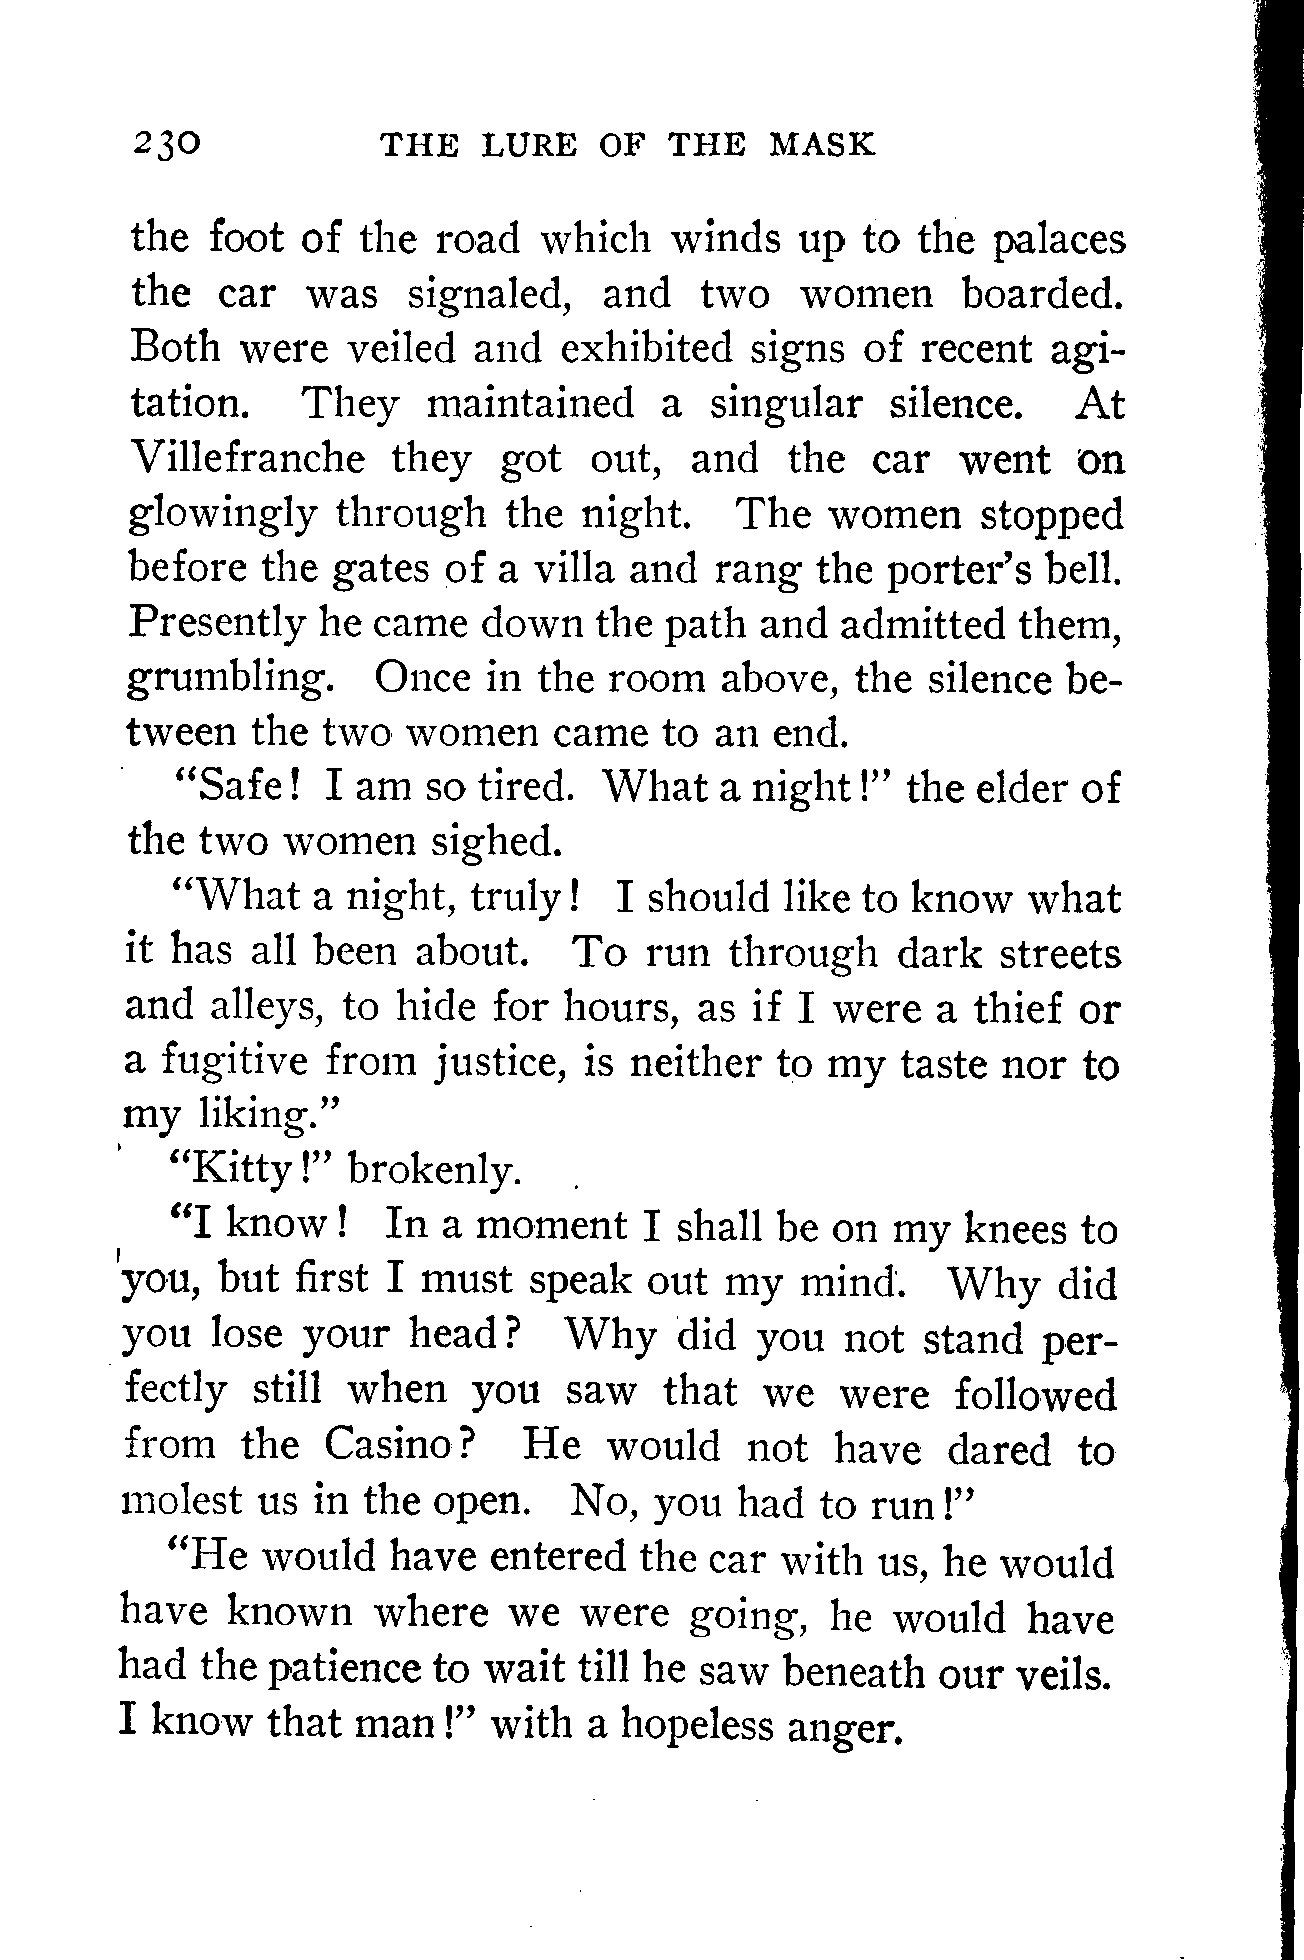 230 THE LURE OF THE MASK
the foot of the road which winds up to the palaces
the car was signaled, and two women boarded.
Both were veiled and exhibited signs of recent agi-
tation. They maintained a singular silence. At
Villefranche they got out, and the car went on
glowingly through the night. The women stopped
before the gates of a villa and rang the porter's bell.
Presently he came down the path and admitted them,
grumbling. Once in the room above, the silence be-
tween the two women came to an end.
"Safe! I am so tired. What a night!" the elder of
the two women sighed.
"What a night, truly! I should like to know what
it has all been about. To run through dark streets
and alleys, to hide for hours, as if I were a thief or
a fugitive from justice, is neither to my taste nor to
my liking."
"Kitty!" brokenly.
"I know! In a moment I shall be on my knees to
you, but first I must speak out my mind. Why did
you lose your head? Why did you not stand per-
fectly still when you saw that we were followed
from the Casino? He would not have dared to
molest us in the open. No, you had to run!"
"He would have entered the car with us, he would
have known where we were going, he would have
had the patience to wait till he saw beneath our veils.
I know that man!" with a hopeless anger.